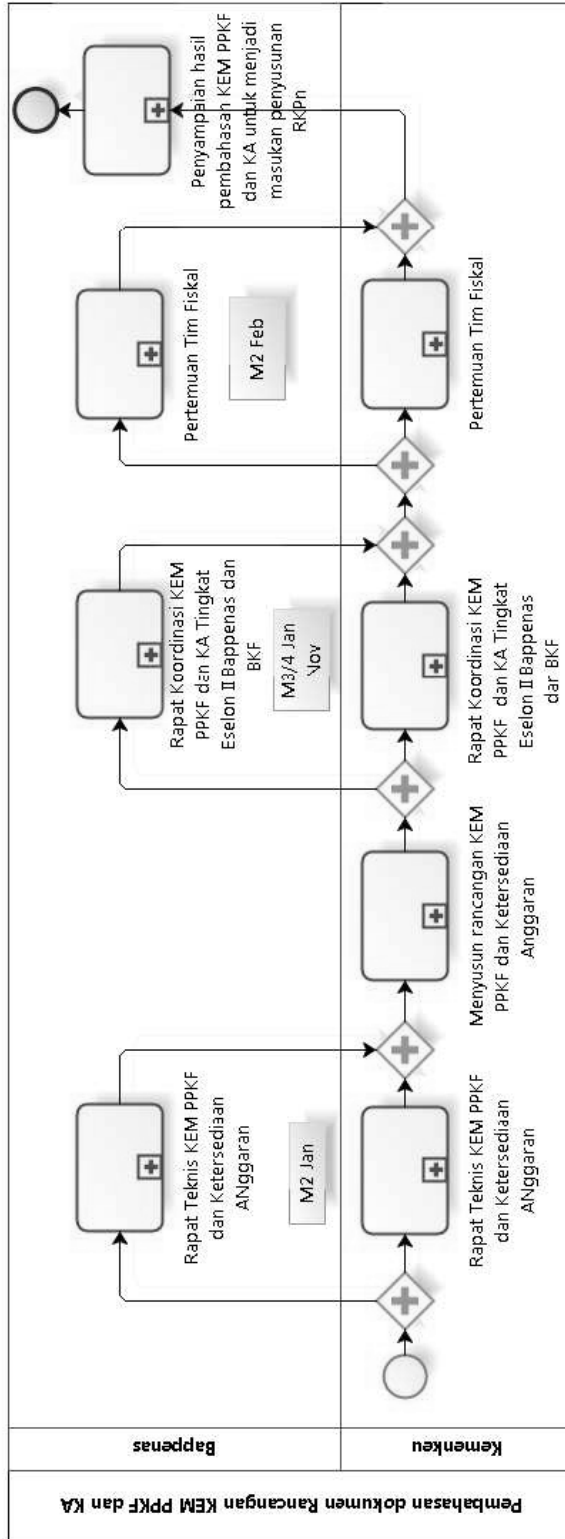 Pembahasan dokumen Rancangan KEM PPKF dan KA
Bappenas
Rapat Teknis KEM PPKF
dan Ketersediaan
ANggaran
M2 Jan
Rapat Koordinasi KEM
PPKF dan KA Tingkat
Eselon II Bappenas dan
BKF
M3/4 Jan
Nov
Pertemuan Tim Fiskal
M2 Feb
Penyampaian hasil
pembahasan KEM PPKF
dan KA untuk menjadi
masukan penyusunan
RKPn
Kemenkeu
Rapat Teknis KEM PPKF
dan Ketersediaan
ANggaran
Menyusun rancangan KEM
PPKF dan Ketersediaan
Anggaran
Rapat Koordinasi KEM
PPKF dan KA Tingkat
Eselon II Bappenas
dar BKF
Pertemuan Tim Fiskal